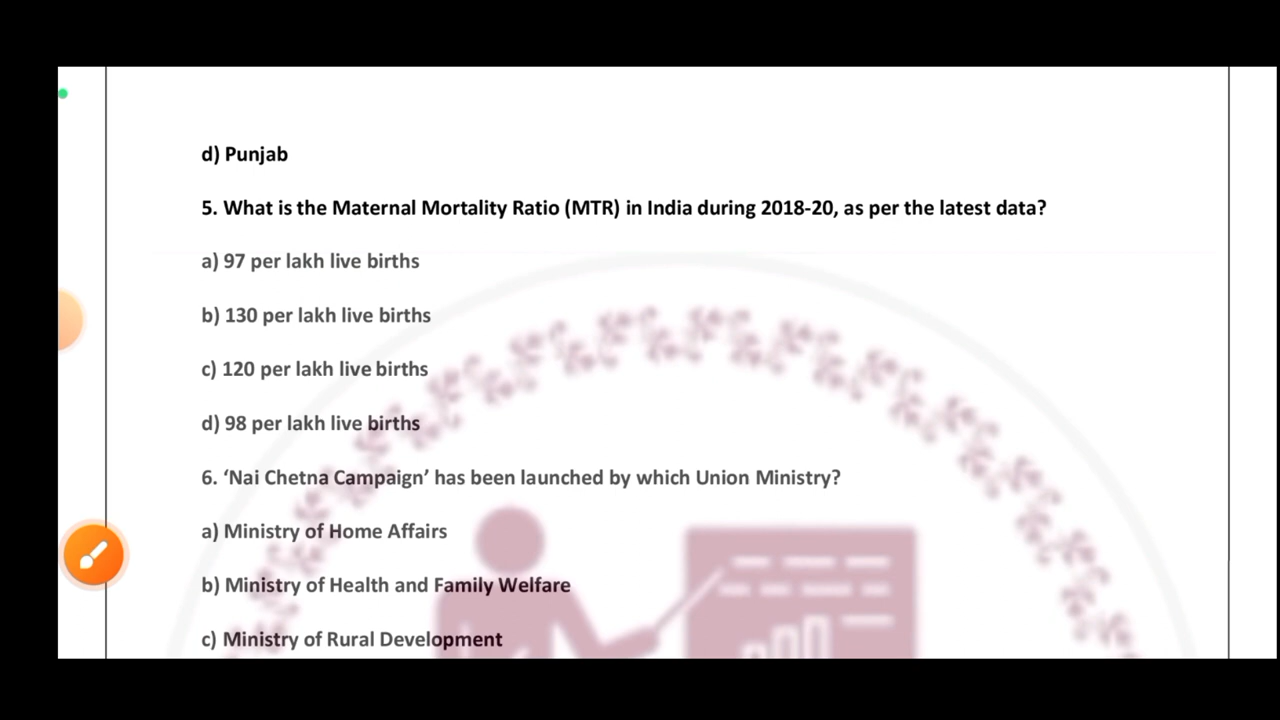 d) Punjab
5. What is the Maternal Mortality Ratio (MTR) in India during 2018-20, as per the latest data?
a) 97 per lakh live births
b) 130 per lakh live births
c) 120 per lakh live births
d) 98 per lakh live births
6. ‘Nai Chetna Campaign’ has been launched by which Union Ministry?
a) Ministry of Home Affairs
b) Ministry of Health and Family Welfare
c) Ministry of Rural Development